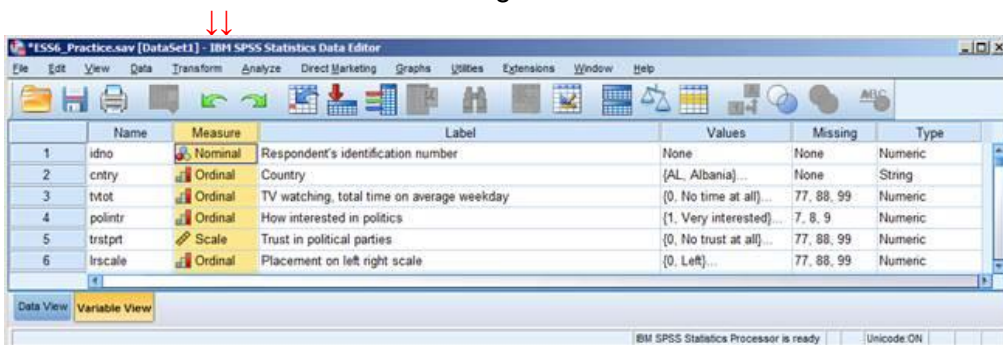 ↓↓
*ESS6_Practice.sav [DataSet1] - IBM SPSS Statistics Data Editor
File Edit View Data Transform Analyze Direct Marketing Graphs Utilities Extensions Window Help
Name Measure Label Values Missing Type
1 idno Nominal Respondent's identification number None None Numeric
2 cntry Ordinal Country {AL, Albania}... None String
3 tvtot Ordinal TV watching, total time on average weekday {0, No time at all}... 77, 88, 99 Numeric
4 polintr Ordinal How interested in politics {1, Very interested}... 7, 8, 9 Numeric
5 trstprt Scale Trust in political parties {0, No trust at all}... 77, 88, 99 Numeric
6 lrscale Ordinal Placement on left right scale {0, Left}... 77, 88, 99 Numeric
Data View Variable View
IBM SPSS Statistics Processor is ready Unicode:ON